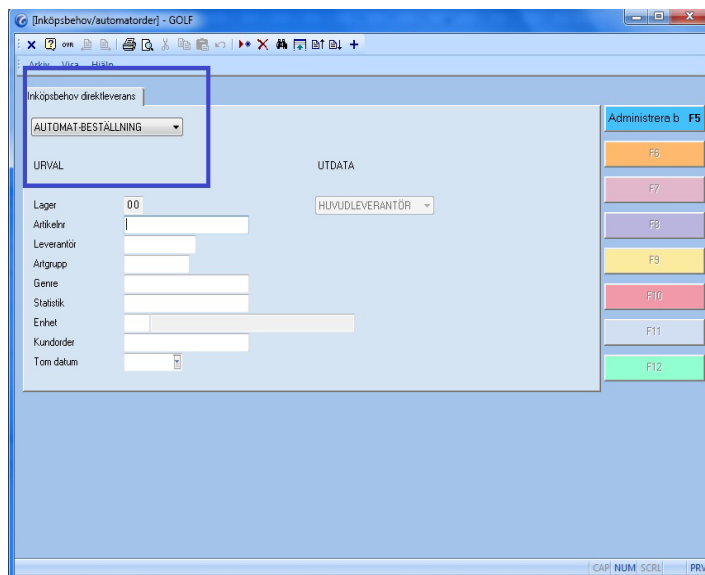 [Inköpsbehov/automatorder] - GOLF
OVR
Arkiv Visa Hjälp
Inköpsbehov direktleverans
AUTOMAT-BESTÄLLNING
Administrera b F5
F6
URVAL UTDATA
F7
Lager 00 HUVUDLEVERANTÖR
Artikelnr
F8
Leverantör
Artgrupp
F9
Genre
Statistik
F10
Enhet
F11
Kundorder
Tom datum
F12
CAP NUM SCRL PRV